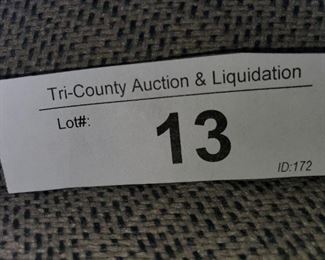 Tri-County Auction & Liquidation
Lot#: 13
ID:172